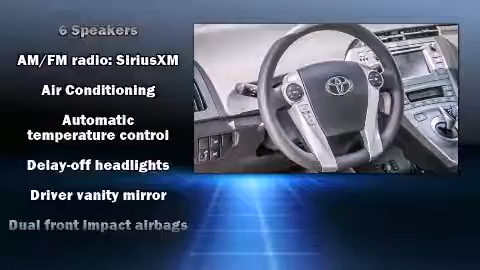 6 Speakers
AM/FM radio: SiriusXM
Air Conditioning
Automatic
temperature control
Delay-off headlights
Driver vanity mirror
Dual front impact airbags